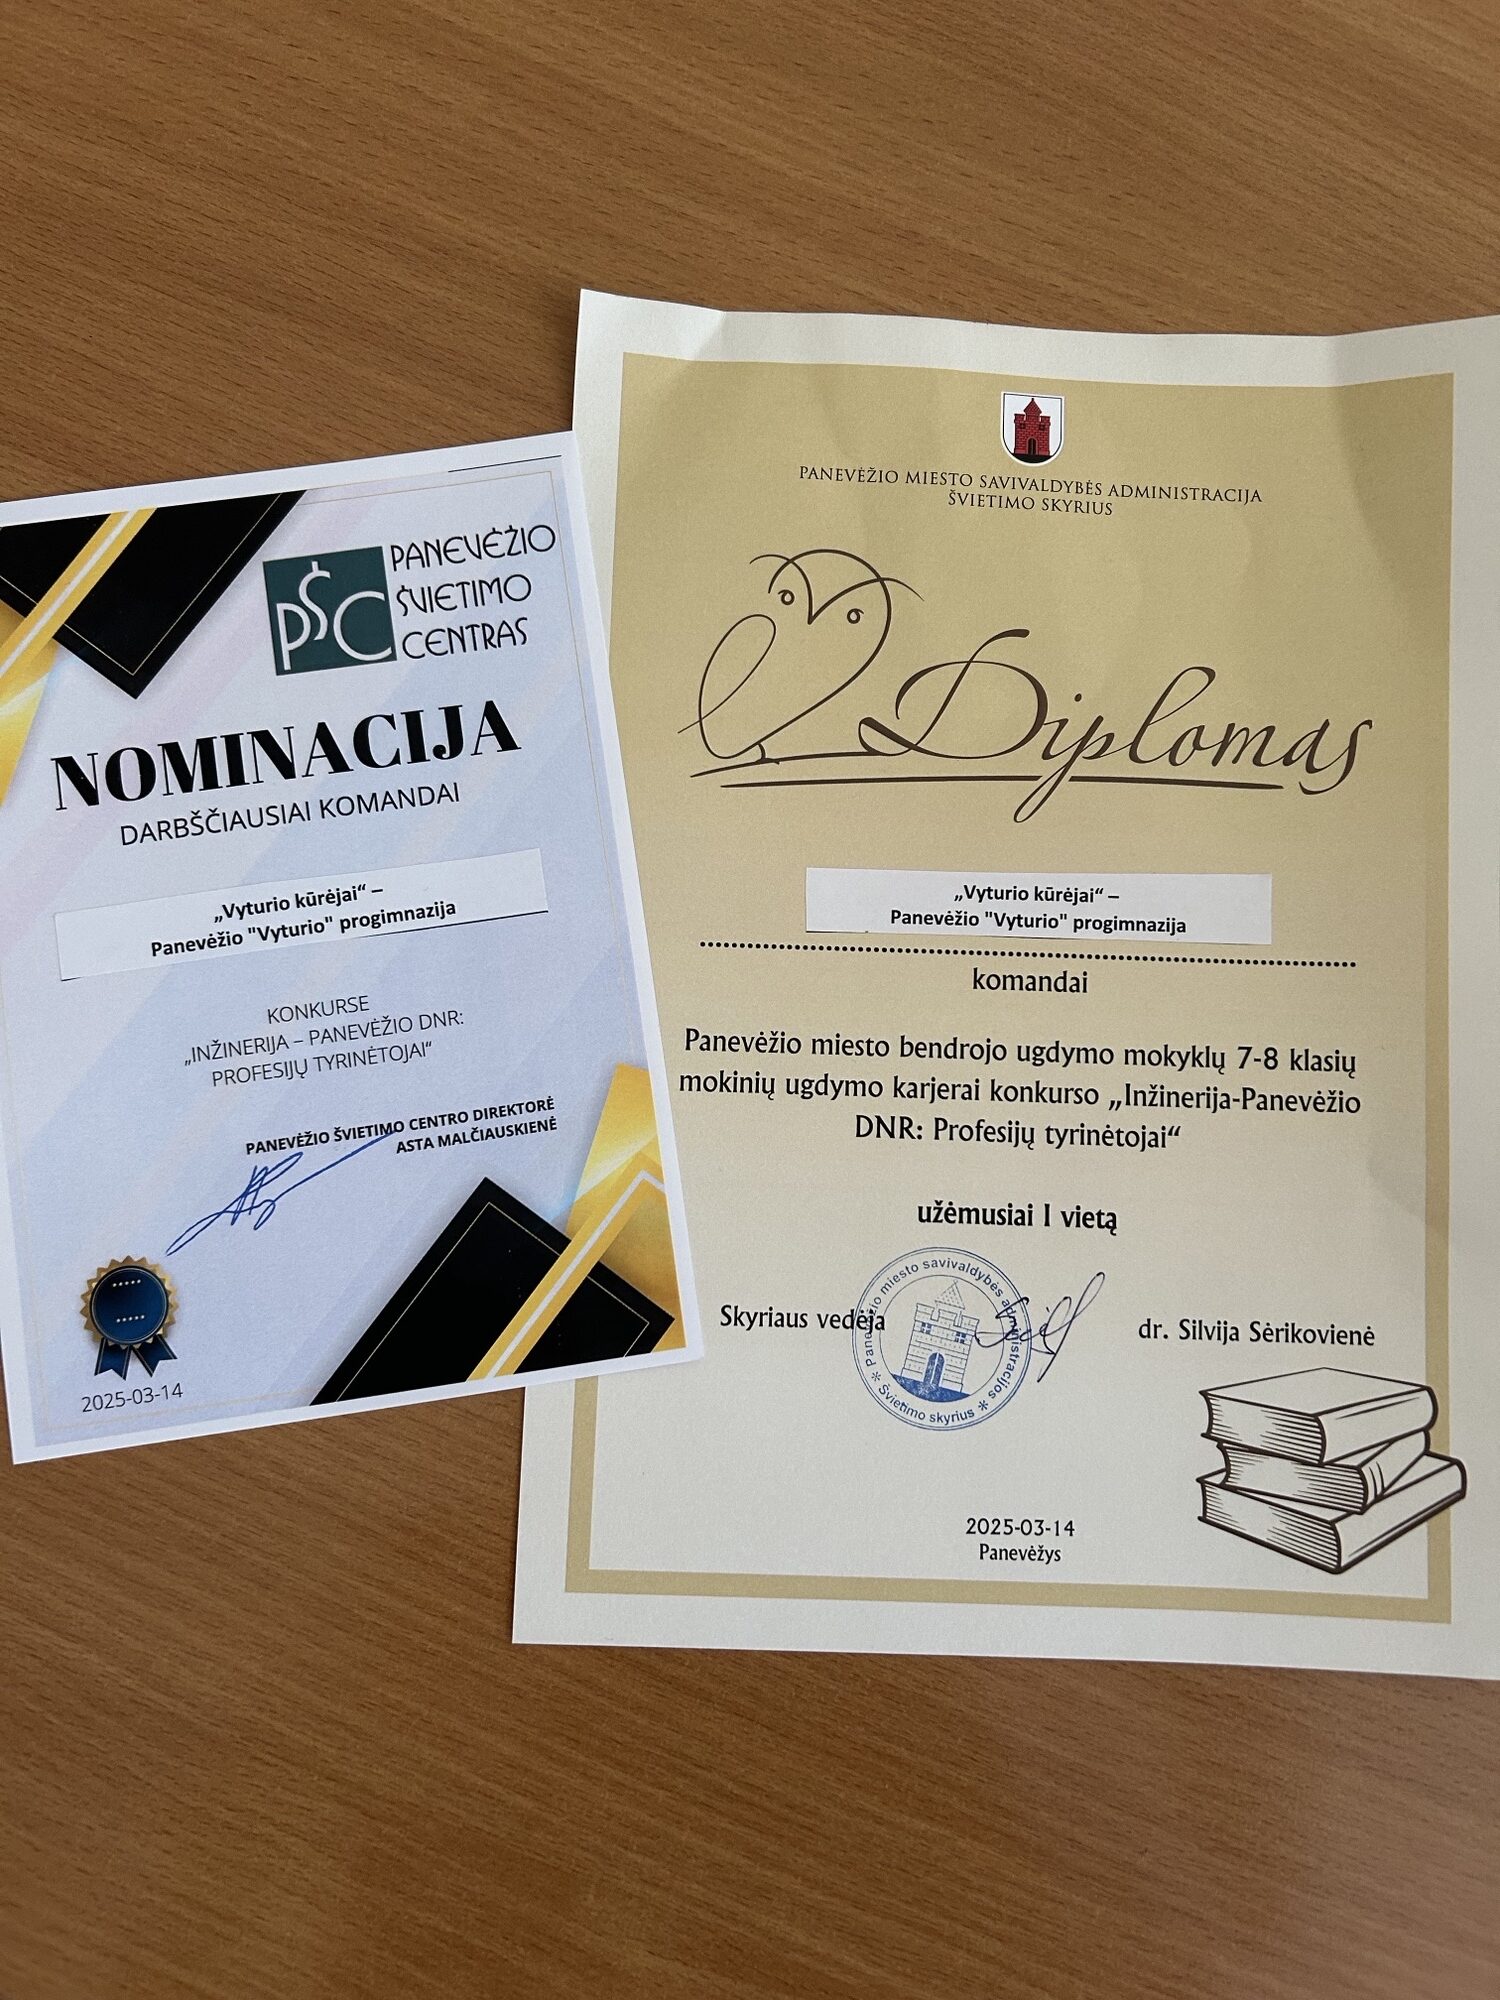 PŠC
PANEVĖŽIO
ŠVIETIMO
CENTRAS
NOMINACIJA
DARBŠČIAUSIAI KOMANDAI
„Vyturio kūrėjai“ –
Panevėžio "Vyturio" progimnazija
KONKURSE
„INŽINERIJA – PANEVĖŽIO DNR:
PROFESIJŲ TYRINĖTOJAI“
PANEVĖŽIO ŠVIETIMO CENTRO DIREKTORĖ
ASTA MALČIAUSKIENĖ
2025-03-14
PANEVĖŽIO MIESTO SAVIVALDYBĖS ADMINISTRACIJA
ŠVIETIMO SKYRIUS
Diplomas
„Vyturio kūrėjai“ –
Panevėžio "Vyturio" progimnazija
komandai
Panevėžio miesto bendrojo ugdymo mokyklų 7-8 klasių
mokinių ugdymo karjerai konkurso „Inžinerija-Panevėžio
DNR: Profesijų tyrinėtojai“
užėmusiai I vietą
Skyriaus vedėja
dr. Silvija Sėrikovienė
Panevėžio miesto savivaldybės administracijos
* Švietimo skyrius *
2025-03-14
Panevėžys